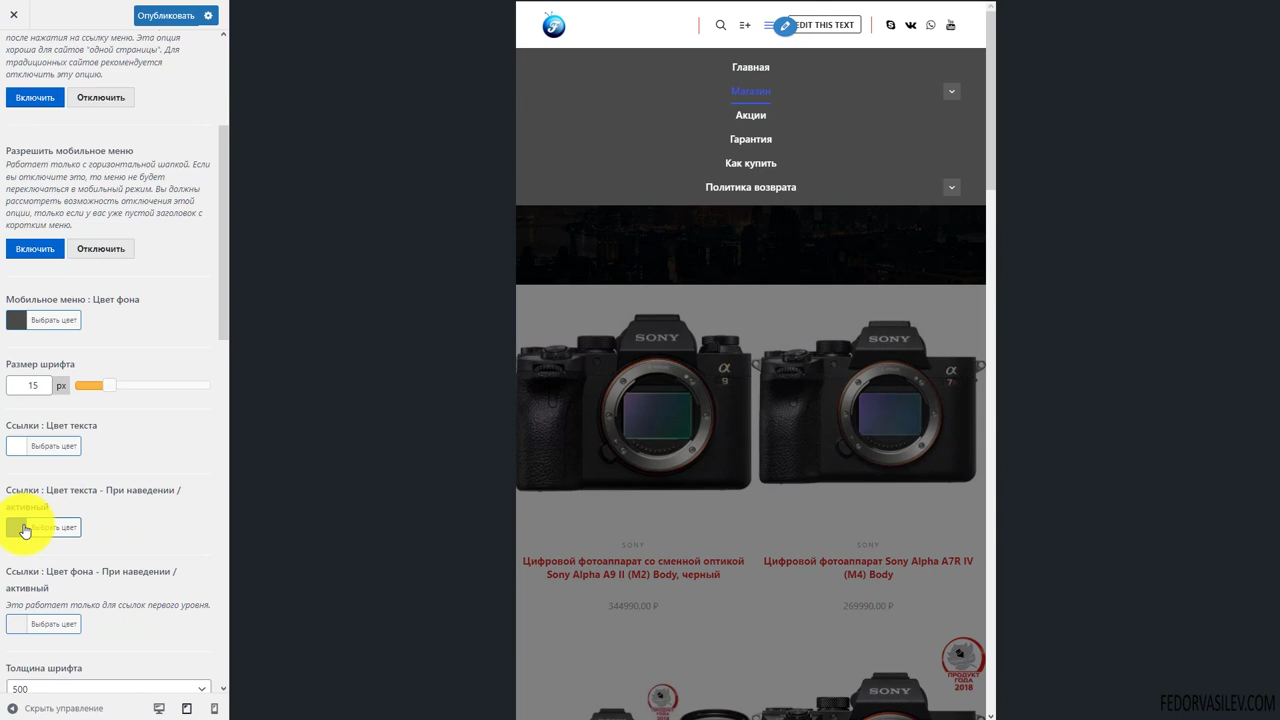 Опубликовать
после нажатия на ссылку меню. Эта опция
хороша для сайтов "одной страницы". Для
традиционных сайтов рекомендуется
отключить эту опцию.
Включить
Отключить
Разрешить мобильное меню
Работает только с горизонтальной шапкой. Если
вы отключите это, то меню не будет
переключаться в мобильный режим. Вы должны
рассмотреть возможность отключения этой
опции, только если у вас уже пустой заголовок с
коротким меню.
Включить
Отключить
Мобильное меню : Цвет фона
Выбрать цвет
Размер шрифта
15
px
Ссылки : Цвет текста
Выбрать цвет
Ссылки : Цвет текста - При наведении /
активный
Выбрать цвет
Ссылки : Цвет фона - При наведении /
активный
Это работает только для ссылок первого уровня.
Выбрать цвет
Толщина шрифта
500
Скрыть управление
EDIT THIS TEXT
Главная
Магазин
Акции
Гарантия
Как купить
Политика возврата
SONY
α
9
SONY
α
7
SONY
Цифровой фотоаппарат со сменной оптикой
Sony Alpha A9 II (M2) Body, черный
344990,00 ₽
SONY
Цифровой фотоаппарат Sony Alpha A7R IV
(M4) Body
269990,00 ₽
ПРОДУКТ
ГОДА
2018
SONY
FEDORVASILEV.COM